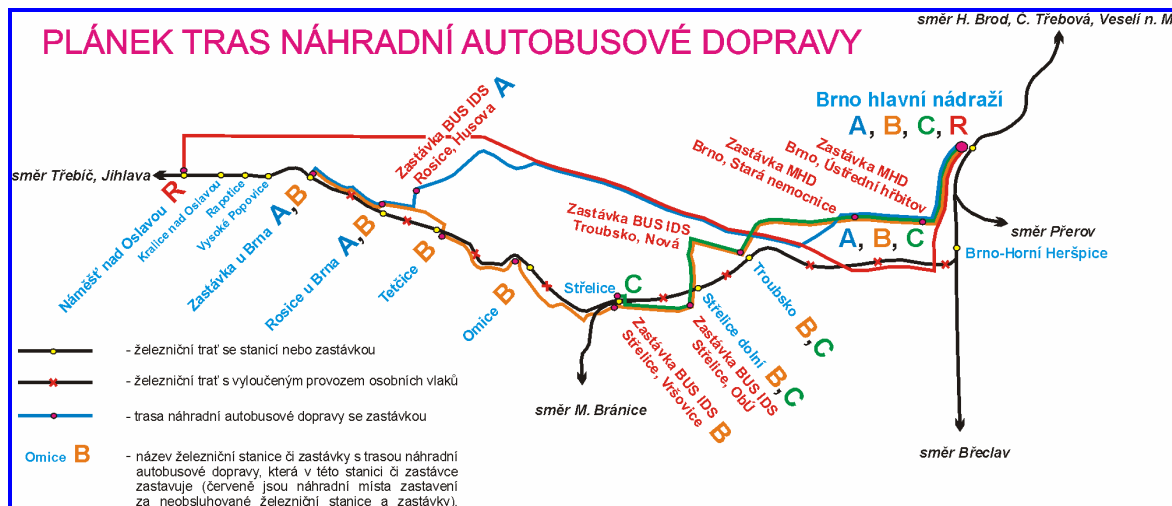 PLÁNEK TRAS NÁHRADNÍ AUTOBUSOVÉ DOPRAVY
směr H. Brod, Č. Třebová, Veselí n. M
Brno hlavní nádraží
A, B, C, R
Zastávka BUS IDS
Rosice, Husova
A
Zastávka MHD
Brno, Ústřední hřbitov
Zastávka MHD
Brno, Stará nemocnice
A, B, C
směr Třebíč, Jihlava
Náměšť nad Oslavou R
Kralice nad Oslavou
Rapotice
Vysoké Popovice
Zastávka u Brna A,B
Rosice u Brna A,B
Tetčice B
Omice B
Střelice
C
Zastávka BUS IDS
Troubsko, Nová
Zastávka BUS IDS
Střelice, Vršovice B
Zastávka BUS IDS
Střelice, ObÚ
Střelice dolní B,C
Troubsko B,C
směr Přerov
Brno-Horní Heršpice
směr M. Bránice
směr Břeclav
- železniční trať se stanicí nebo zastávkou
- železniční trať s vyloučeným provozem osobních vlaků
- trasa náhradní autobusové dopravy se zastávkou
Omice B
- název železniční stanice či zastávky s trasou náhradní
autobusové dopravy, která v této stanici či zastávce
zastavuje (červeně jsou náhradní místa zastavení
za neobsluhované železniční stanice a zastávky).